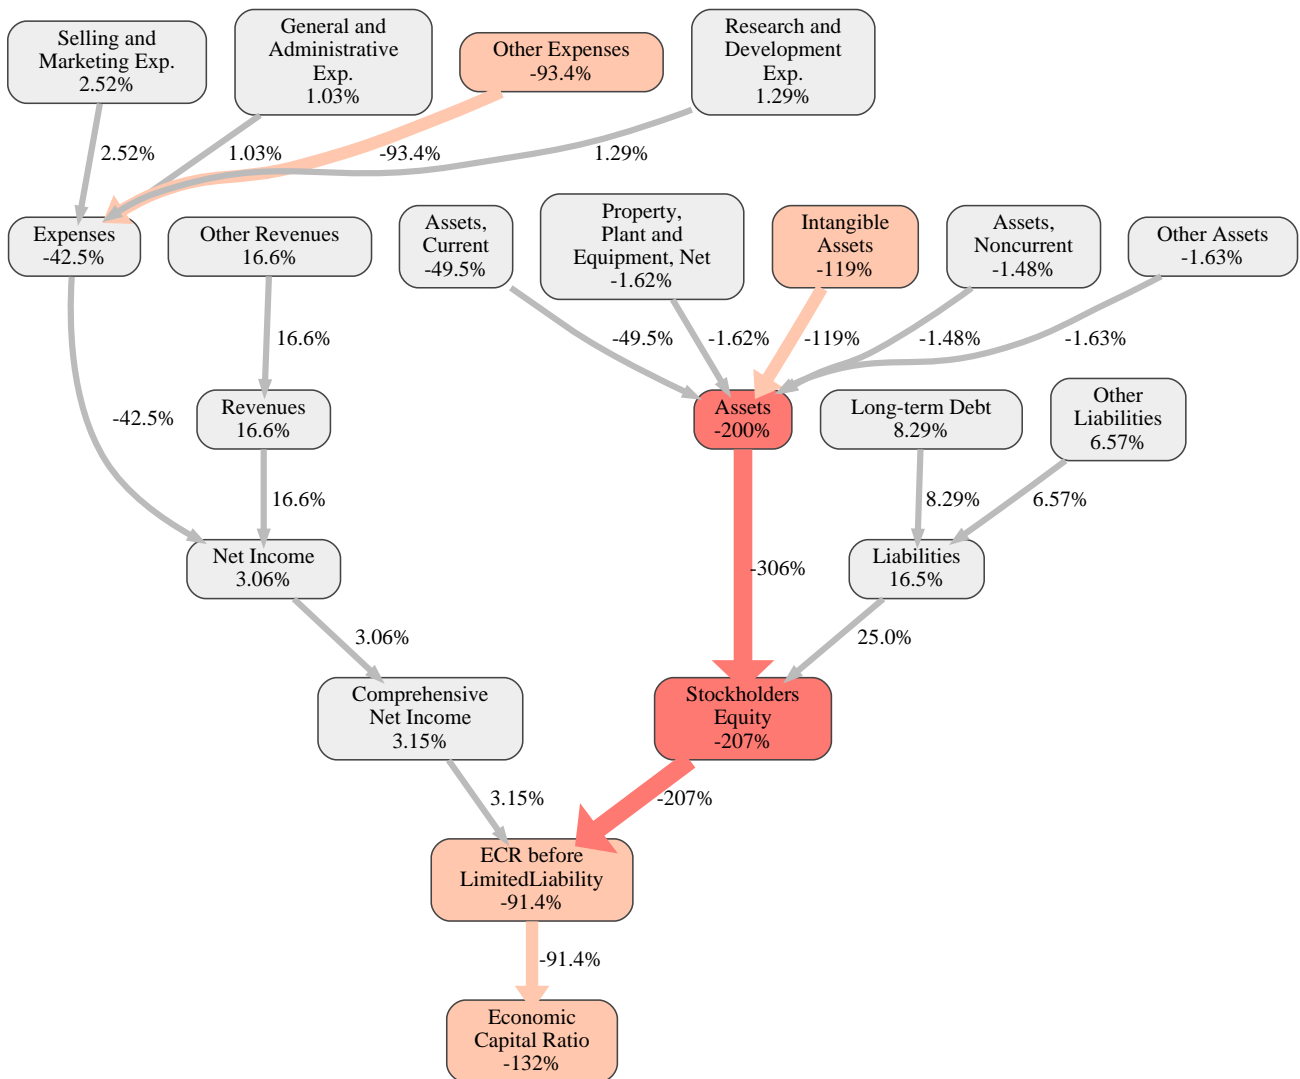 Selling and
Marketing Exp.
2.52%
General and
Administrative
Exp.
1.03%
Other Expenses
-93.4%
Research and
Development
Exp.
1.29%
2.52%
1.03%
-93.4%
1.29%
Expenses
-42.5%
Other Revenues
16.6%
Assets,
Current
-49.5%
Property,
Plant and
Equipment, Net
-1.62%
Intangible
Assets
-119%
Assets,
Noncurrent
-1.48%
Other Assets
-1.63%
16.6%
-49.5%
-1.62%
-119%
-1.48%
-1.63%
-42.5%
Revenues
16.6%
Assets
-200%
Long-term Debt
8.29%
Other
Liabilities
6.57%
16.6%
8.29%
6.57%
Net Income
3.06%
-306%
Liabilities
16.5%
3.06%
25.0%
Comprehensive
Net Income
3.15%
Stockholders
Equity
-207%
3.15%
-207%
ECR before
LimitedLiability
-91.4%
-91.4%
Economic
Capital Ratio
-132%